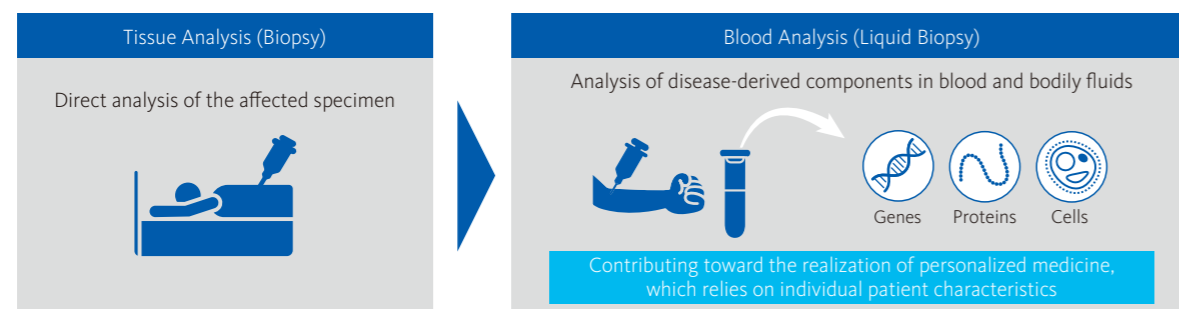 Tissue Analysis (Biopsy)
Direct analysis of the affected specimen
Blood Analysis (Liquid Biopsy)
Analysis of disease-derived components in blood and bodily fluids
Genes
Proteins
Cells
Contributing toward the realization of personalized medicine,
which relies on individual patient characteristics